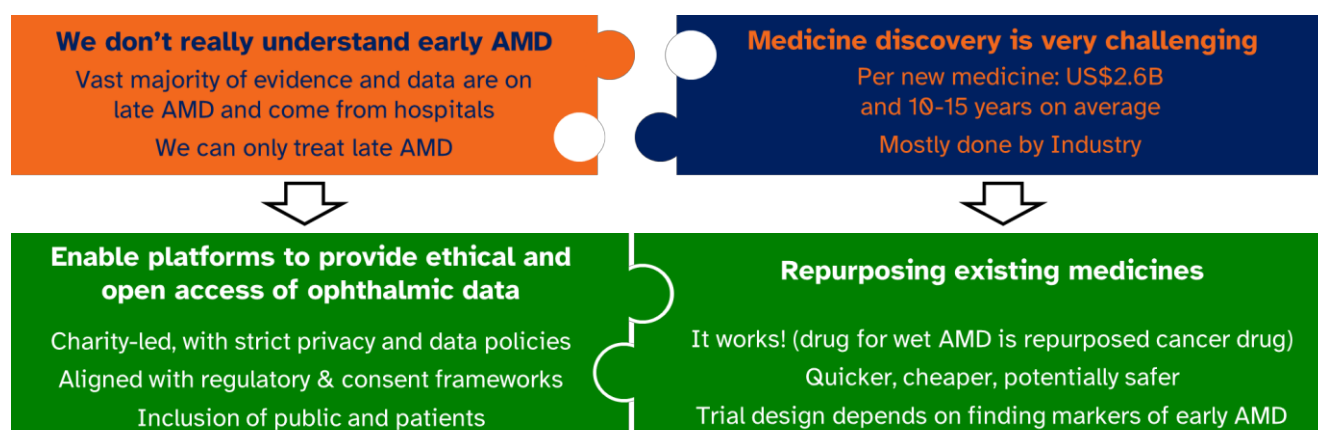 We don't really understand early AMD
Vast majority of evidence and data are on
late AMD and come from hospitals
We can only treat late AMD
Medicine discovery is very challenging
Per new medicine: US$2.6B
and 10-15 years on average
Mostly done by Industry
Enable platforms to provide ethical and
open access of ophthalmic data
Charity-led, with strict privacy and data policies
Aligned with regulatory & consent frameworks
Inclusion of public and patients
Repurposing existing medicines
It works! (drug for wet AMD is repurposed cancer drug)
Quicker, cheaper, potentially safer
Trial design depends on finding markers of early AMD